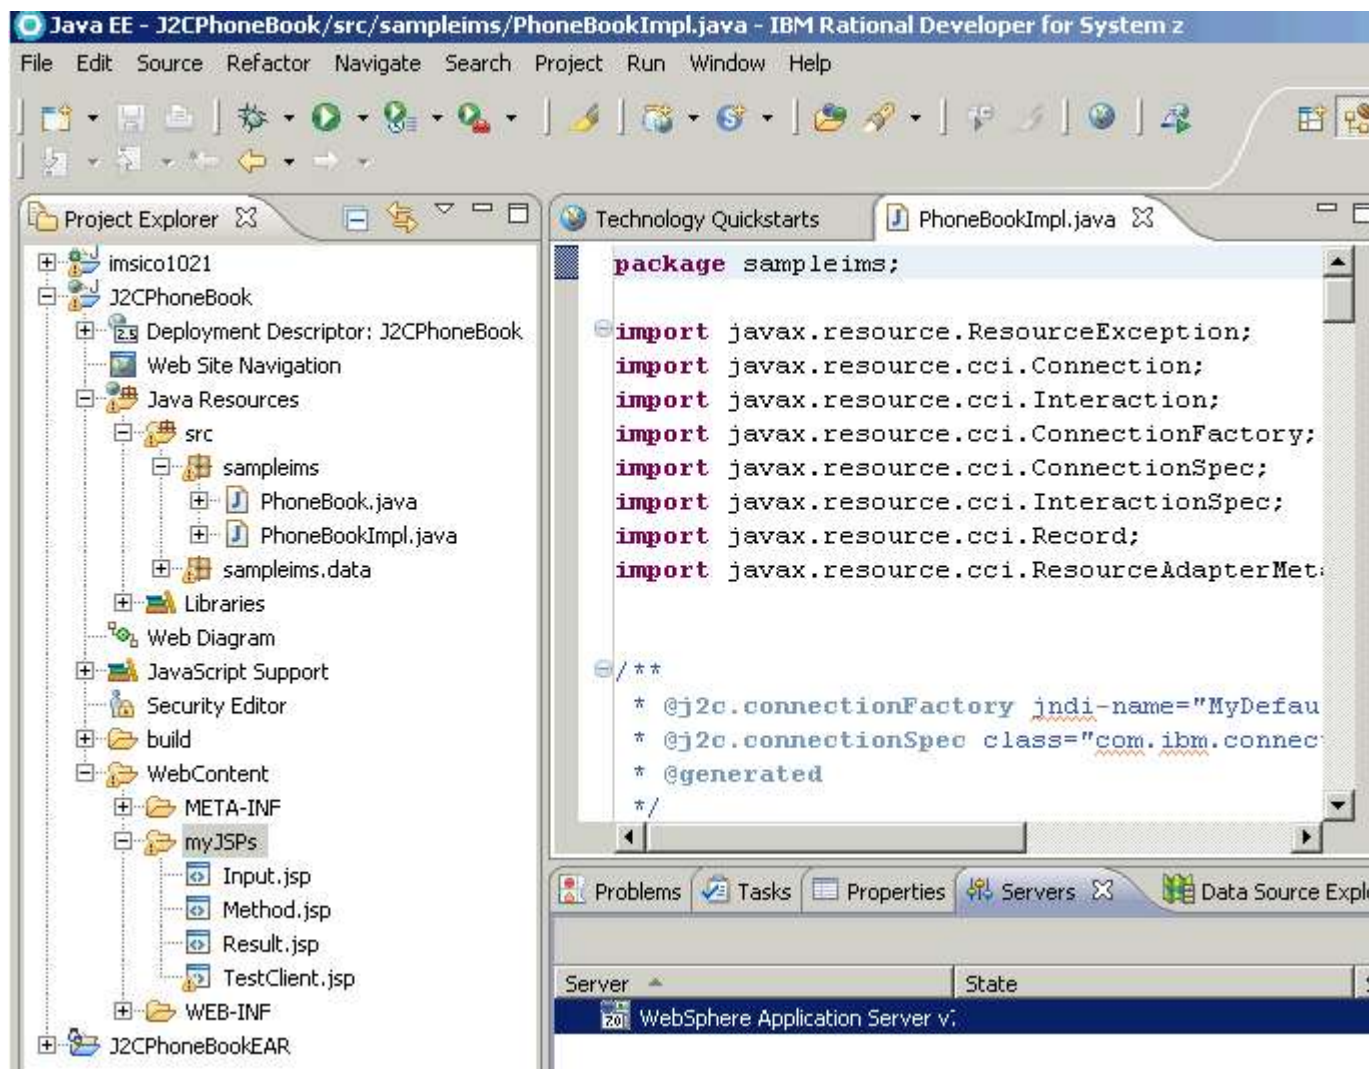 Java EE - J2CPhoneBook/src/sampleims/PhoneBookImpl.java - IBM Rational Developer for System z
File Edit Source Refactor Navigate Search Project Run Window Help
Project Explorer
imsico1021
J2CPhoneBook
2.5 Deployment Descriptor: J2CPhoneBook
Web Site Navigation
Java Resources
src
sampleims
PhoneBook.java
PhoneBookImpl.java
sampleims.data
Libraries
Web Diagram
JavaScript Support
Security Editor
build
WebContent
META-INF
myJSPs
Input.jsp
Method.jsp
Result.jsp
TestClient.jsp
WEB-INF
J2CPhoneBookEAR
Technology Quickstarts PhoneBookImpl.java
package sampleims;
import javax.resource.ResourceException;
import javax.resource.cci.Connection;
import javax.resource.cci.Interaction;
import javax.resource.cci.ConnectionFactory;
import javax.resource.cci.ConnectionSpec;
import javax.resource.cci.InteractionSpec;
import javax.resource.cci.Record;
import javax.resource.cci.ResourceAdapterMet
/**
* @j2c.connectionFactory jndi-name="MyDefau
* @j2c.connectionSpec class="com.ibm.connec
* @generated
*/
Problems Tasks Properties Servers Data Source Expl
Server State
WebSphere Application Server v